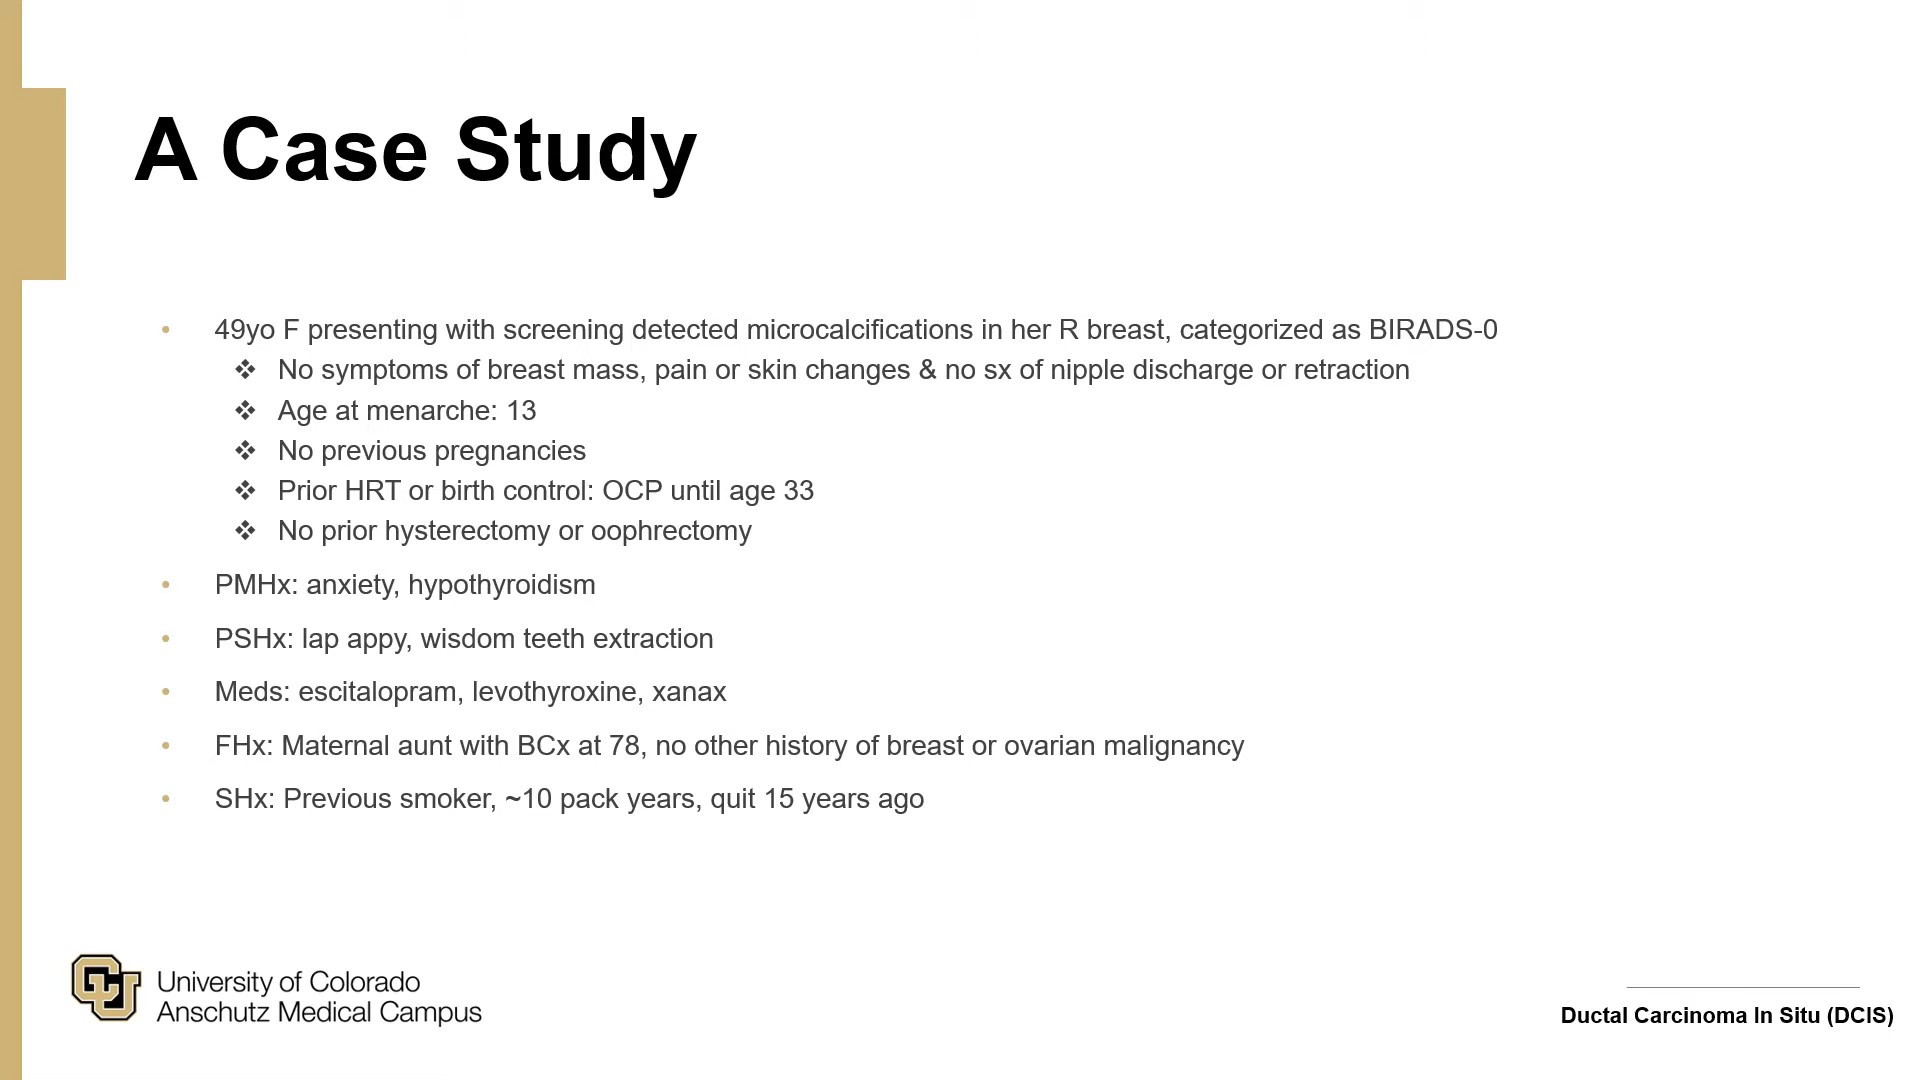 A Case Study
• 49yo F presenting with screening detected microcalcifications in her R breast, categorized as BIRADS-0
❖ No symptoms of breast mass, pain or skin changes & no sx of nipple discharge or retraction
❖ Age at menarche: 13
❖ No previous pregnancies
❖ Prior HRT or birth control: OCP until age 33
❖ No prior hysterectomy or oophrectomy
• PMHx: anxiety, hypothyroidism
• PSHx: lap appy, wisdom teeth extraction
• Meds: escitalopram, levothyroxine, xanax
• FHx: Maternal aunt with BCx at 78, no other history of breast or ovarian malignancy
• SHx: Previous smoker, ~10 pack years, quit 15 years ago
CU
University of Colorado
Anschutz Medical Campus
Ductal Carcinoma In Situ (DCIS)